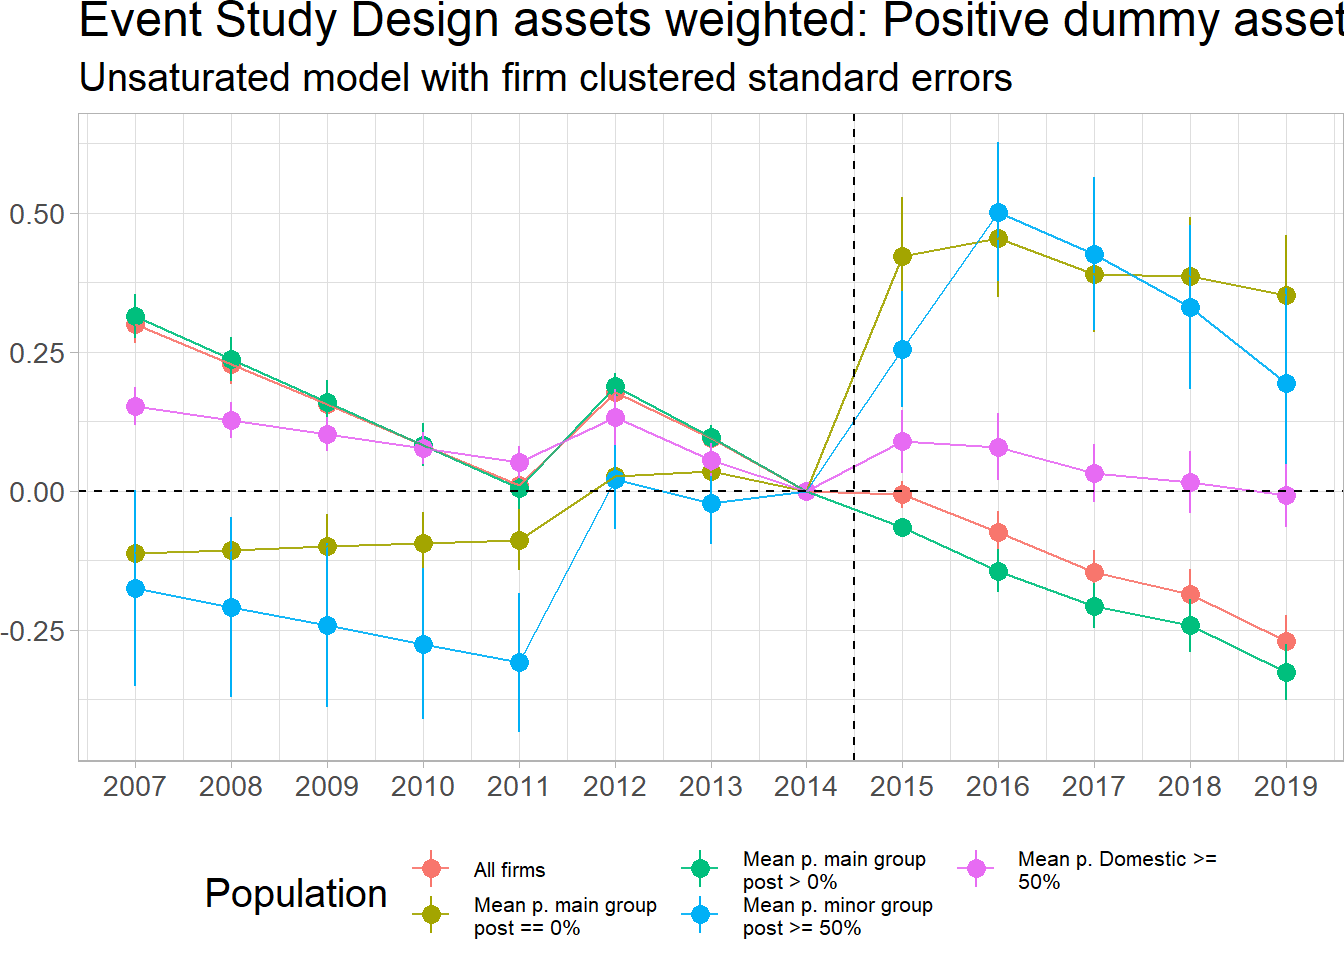 Event Study Design assets weighted: Positive dummy asset
Unsaturated model with firm clustered standard errors
0.50
0.25
0.00
-0.25
2007 2008 2009 2010 2011 2012 2013 2014 2015 2016 2017 2018 2019
Population
All firms
Mean p. main group
post == 0%
Mean p. main group
post > 0%
Mean p. minor group
post >= 50%
Mean p. Domestic >=
50%